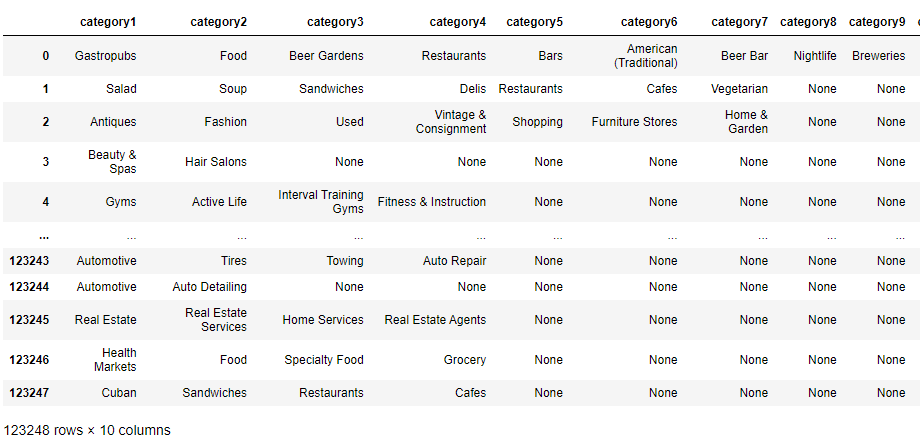 category1 category2 category3 category4 category5 category6 category7 category8 category9
0 Gastropubs Food Beer Gardens Restaurants Bars American (Traditional) Beer Bar Nightlife Breweries
1 Salad Soup Sandwiches Delis Restaurants Cafes Vegetarian None None
2 Antiques Fashion Used Vintage & Consignment Shopping Furniture Stores Home & Garden None None
3 Beauty & Spas Hair Salons None None None None None None None
4 Gyms Active Life Interval Training Gyms Fitness & Instruction None None None None None
... ... ... ... ... ... ... ... ... ...
123243 Automotive Tires Towing Auto Repair None None None None None
123244 Automotive Auto Detailing None None None None None None None
123245 Real Estate Real Estate Services Home Services Real Estate Agents None None None None None
123246 Health Markets Food Specialty Food Grocery None None None None None
123247 Cuban Sandwiches Restaurants Cafes None None None None None
123248 rows × 10 columns